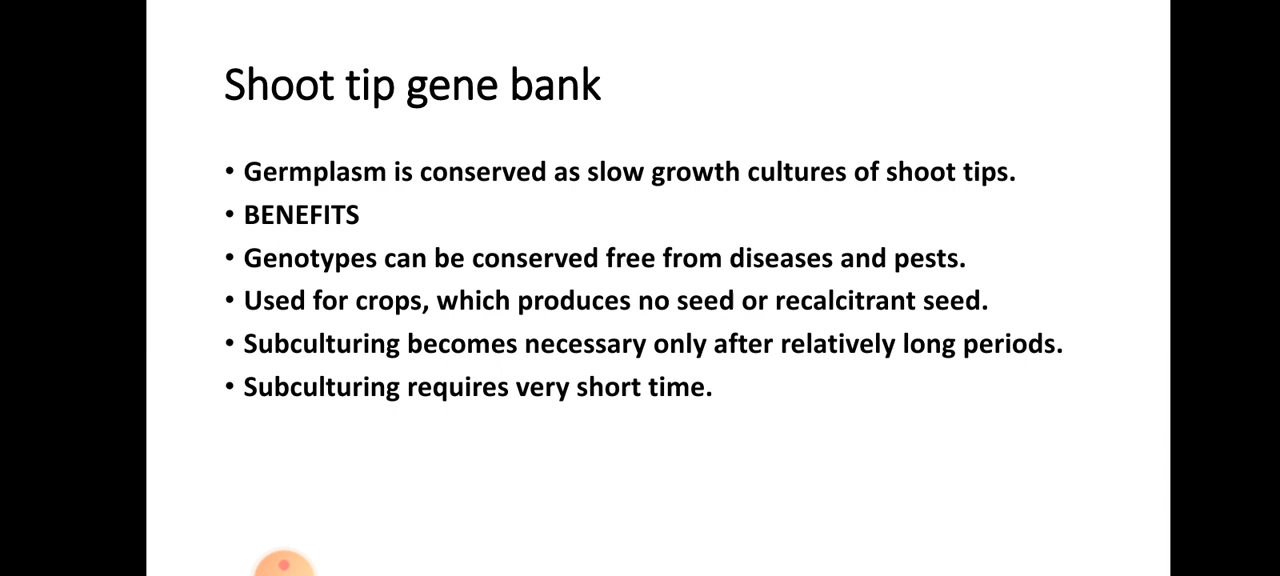 Shoot tip gene bank
• Germplasm is conserved as slow growth cultures of shoot tips.
• BENEFITS
• Genotypes can be conserved free from diseases and pests.
• Used for crops, which produces no seed or recalcitrant seed.
• Subculturing becomes necessary only after relatively long periods.
• Subculturing requires very short time.